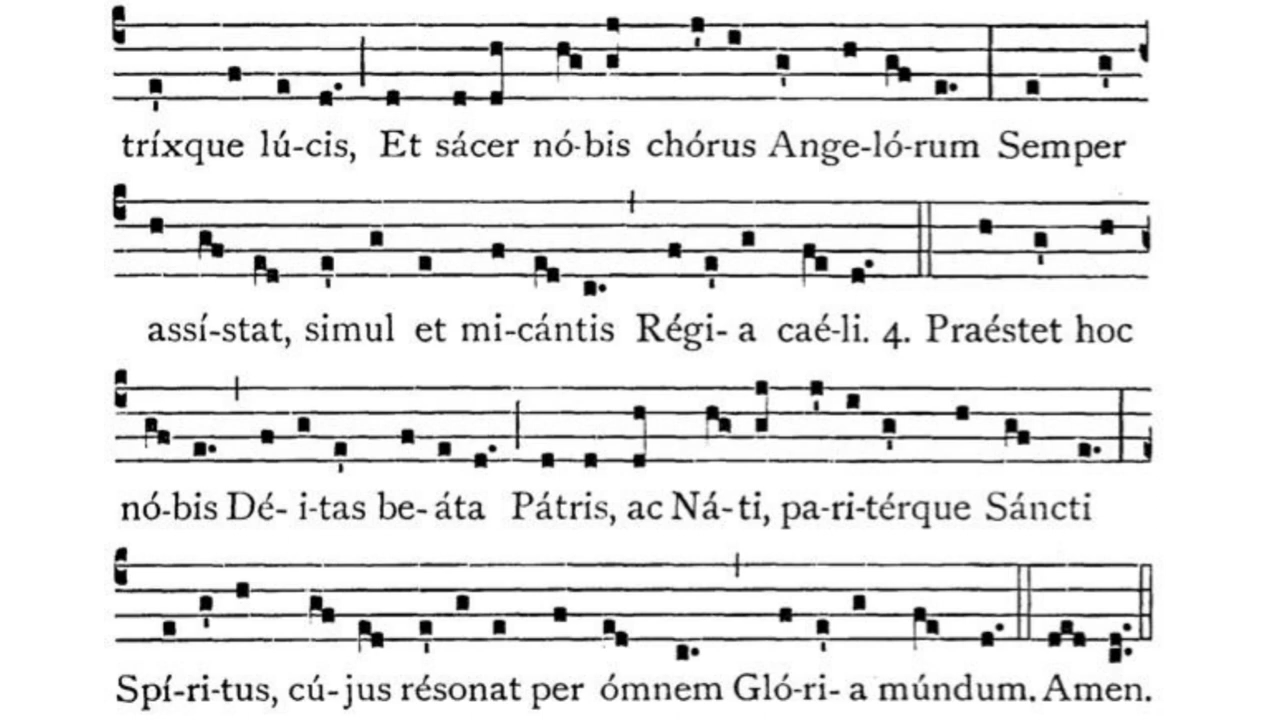 tríxque lú-cis, Et sácer nó-bis chórus Ange-ló-rum Semper
assí-stat, simul et mi-cántis Régi- a caé-li. 4. Praéstet hoc
nó-bis Dé- i-tas be-áta Pátris, ac Ná-ti, pa-ri-térque Sáncti
Spí-ri-tus, cú-jus résonat per ómnem Gló-ri- a múndum. Amen.